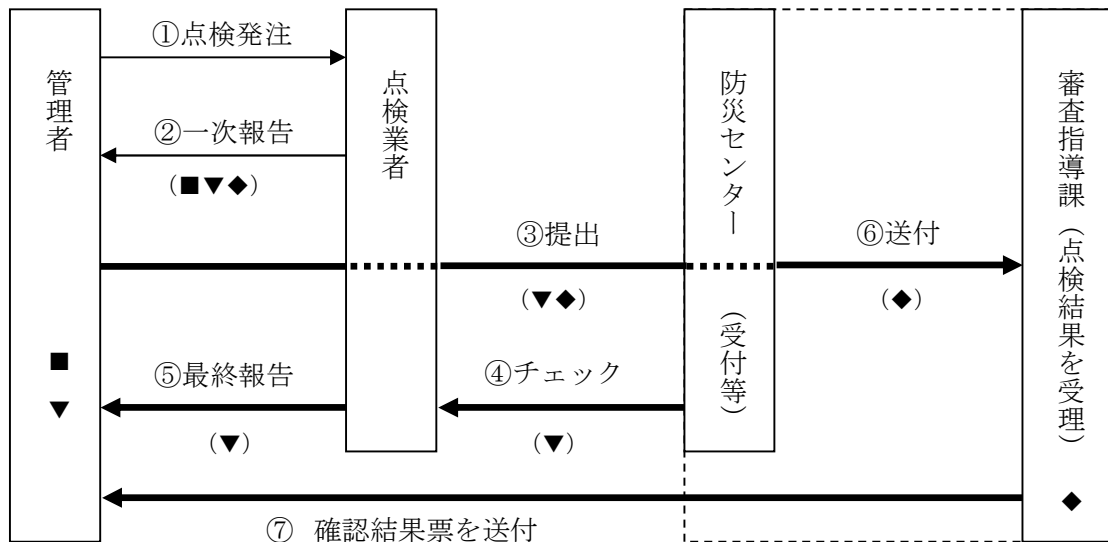 ①点検発注
管理者
点検業者
防災センター
(受付等)
審査指導課(点検結果を受理)
②一次報告
(■▼◆)
③提出
(▼◆)
⑥送付
(◆)
■
▼
⑤最終報告
(▼)
④チェック
(▼)
◆
⑦ 確認結果票を送付